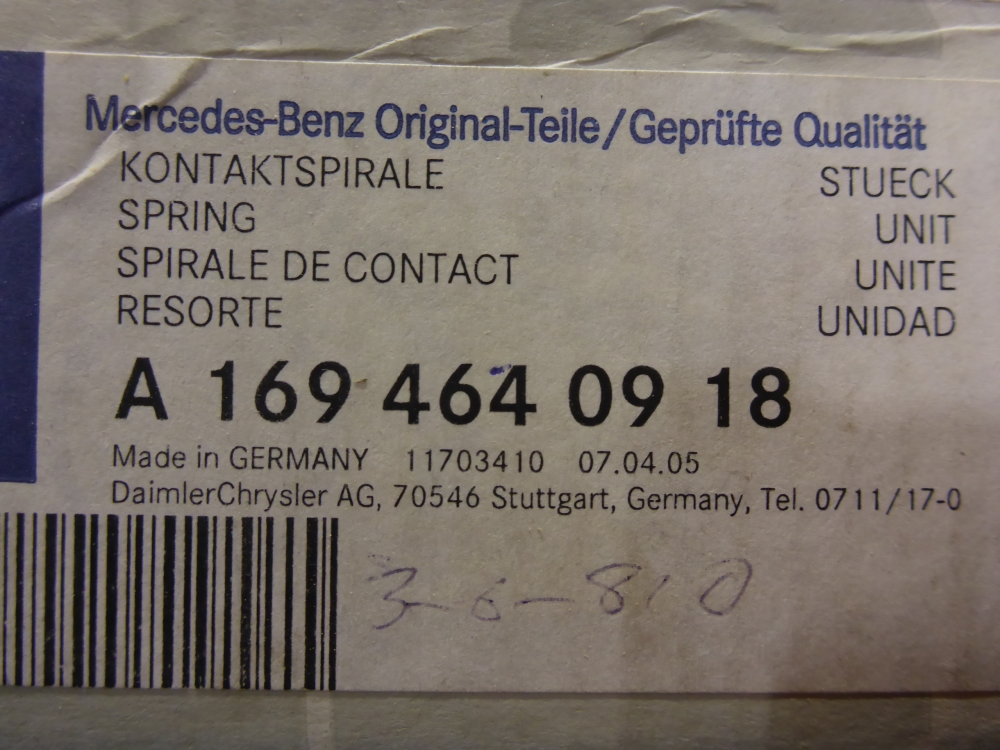 Mercedes-Benz Original-Teile/Geprüfte Qualität
KONTAKTSPIRALE STUECK
SPRING UNIT
SPIRALE DE CONTACT UNITE
RESORTE UNIDAD
A 169 464 09 18
Made in GERMANY 11703410 07.04.05
DaimlerChrysler AG, 70546 Stuttgart, Germany, Tel. 0711/17-0
3-6-810